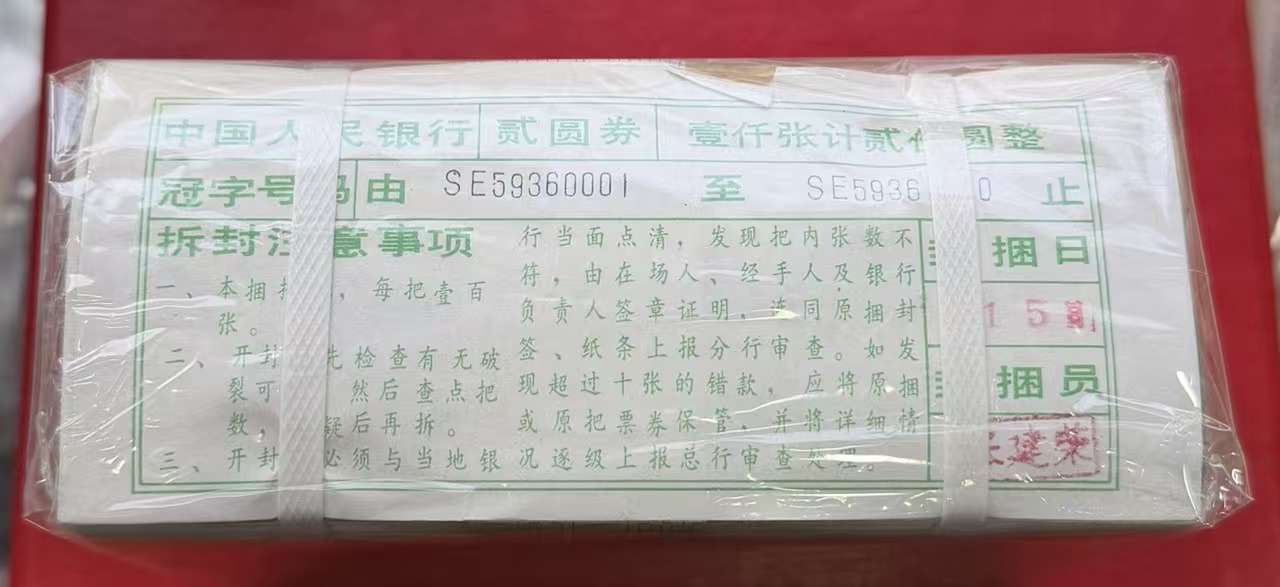 中国人民银行 贰圆券 壹仟张计贰仟圆整
冠字号码由 SE59360001 至 SE5936 0 止
拆封注意事项
一、本捆 ,每把壹百
张。
二、开封 先检查有无破
裂可 然后查点把
数, 疑后再拆。
三、开封 必须与当地银
行当面点清,发现把内张数不
符,由在场人、经手人及银行
负责人签章证明,连同原捆封
签、纸条上报分行审查。如发
现超过十张的错款,应将原捆
或原把票券保管,并将详细情
况逐级上报总行审查处理。
捆日
15
捆员
建荣